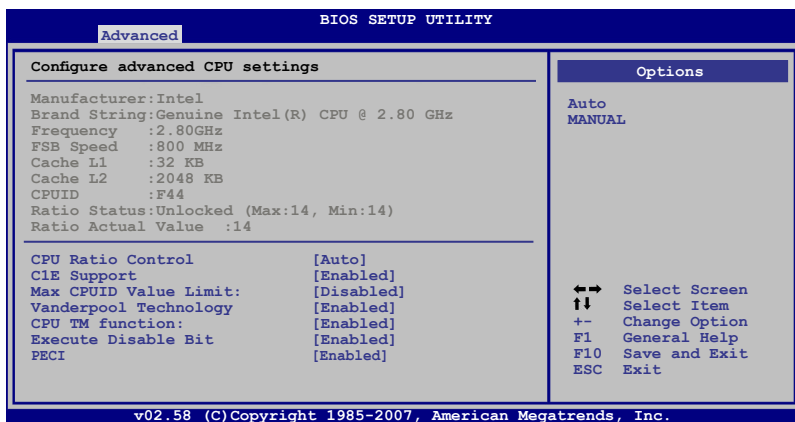 BIOS SETUP UTILITY
Advanced
Configure advanced CPU settings
Manufacturer:Intel
Brand String:Genuine Intel(R) CPU @ 2.80 GHz
Frequency :2.80GHz
FSB Speed :800 MHz
Cache L1 :32 KB
Cache L2 :2048 KB
CPUID :F44
Ratio Status:Unlocked (Max:14, Min:14)
Ratio Actual Value :14
CPU Ratio Control [Auto]
C1E Support [Enabled]
Max CPUID Value Limit: [Disabled]
Vanderpool Technology [Enabled]
CPU TM function: [Enabled]
Execute Disable Bit [Enabled]
PECI [Enabled]
Options
Auto
MANUAL
←→ Select Screen
↑↓ Select Item
+- Change Option
F1 General Help
F10 Save and Exit
ESC Exit
v02.58 (C)Copyright 1985-2007, American Megatrends, Inc.